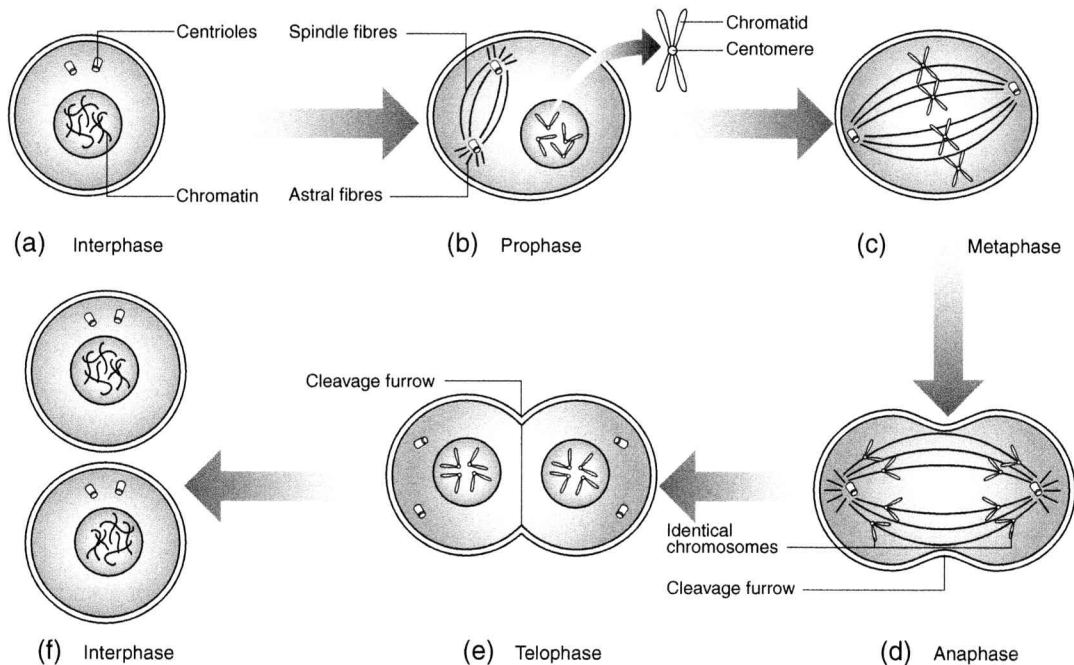 Centrioles
Chromatin
(a) Interphase
Spindle fibres
Astral fibres
(b) Prophase
Chromatid
Centomere
(c) Metaphase
Identical
chromosomes
Cleavage furrow
(d) Anaphase
Cleavage furrow
(e) Telophase
(f) Interphase